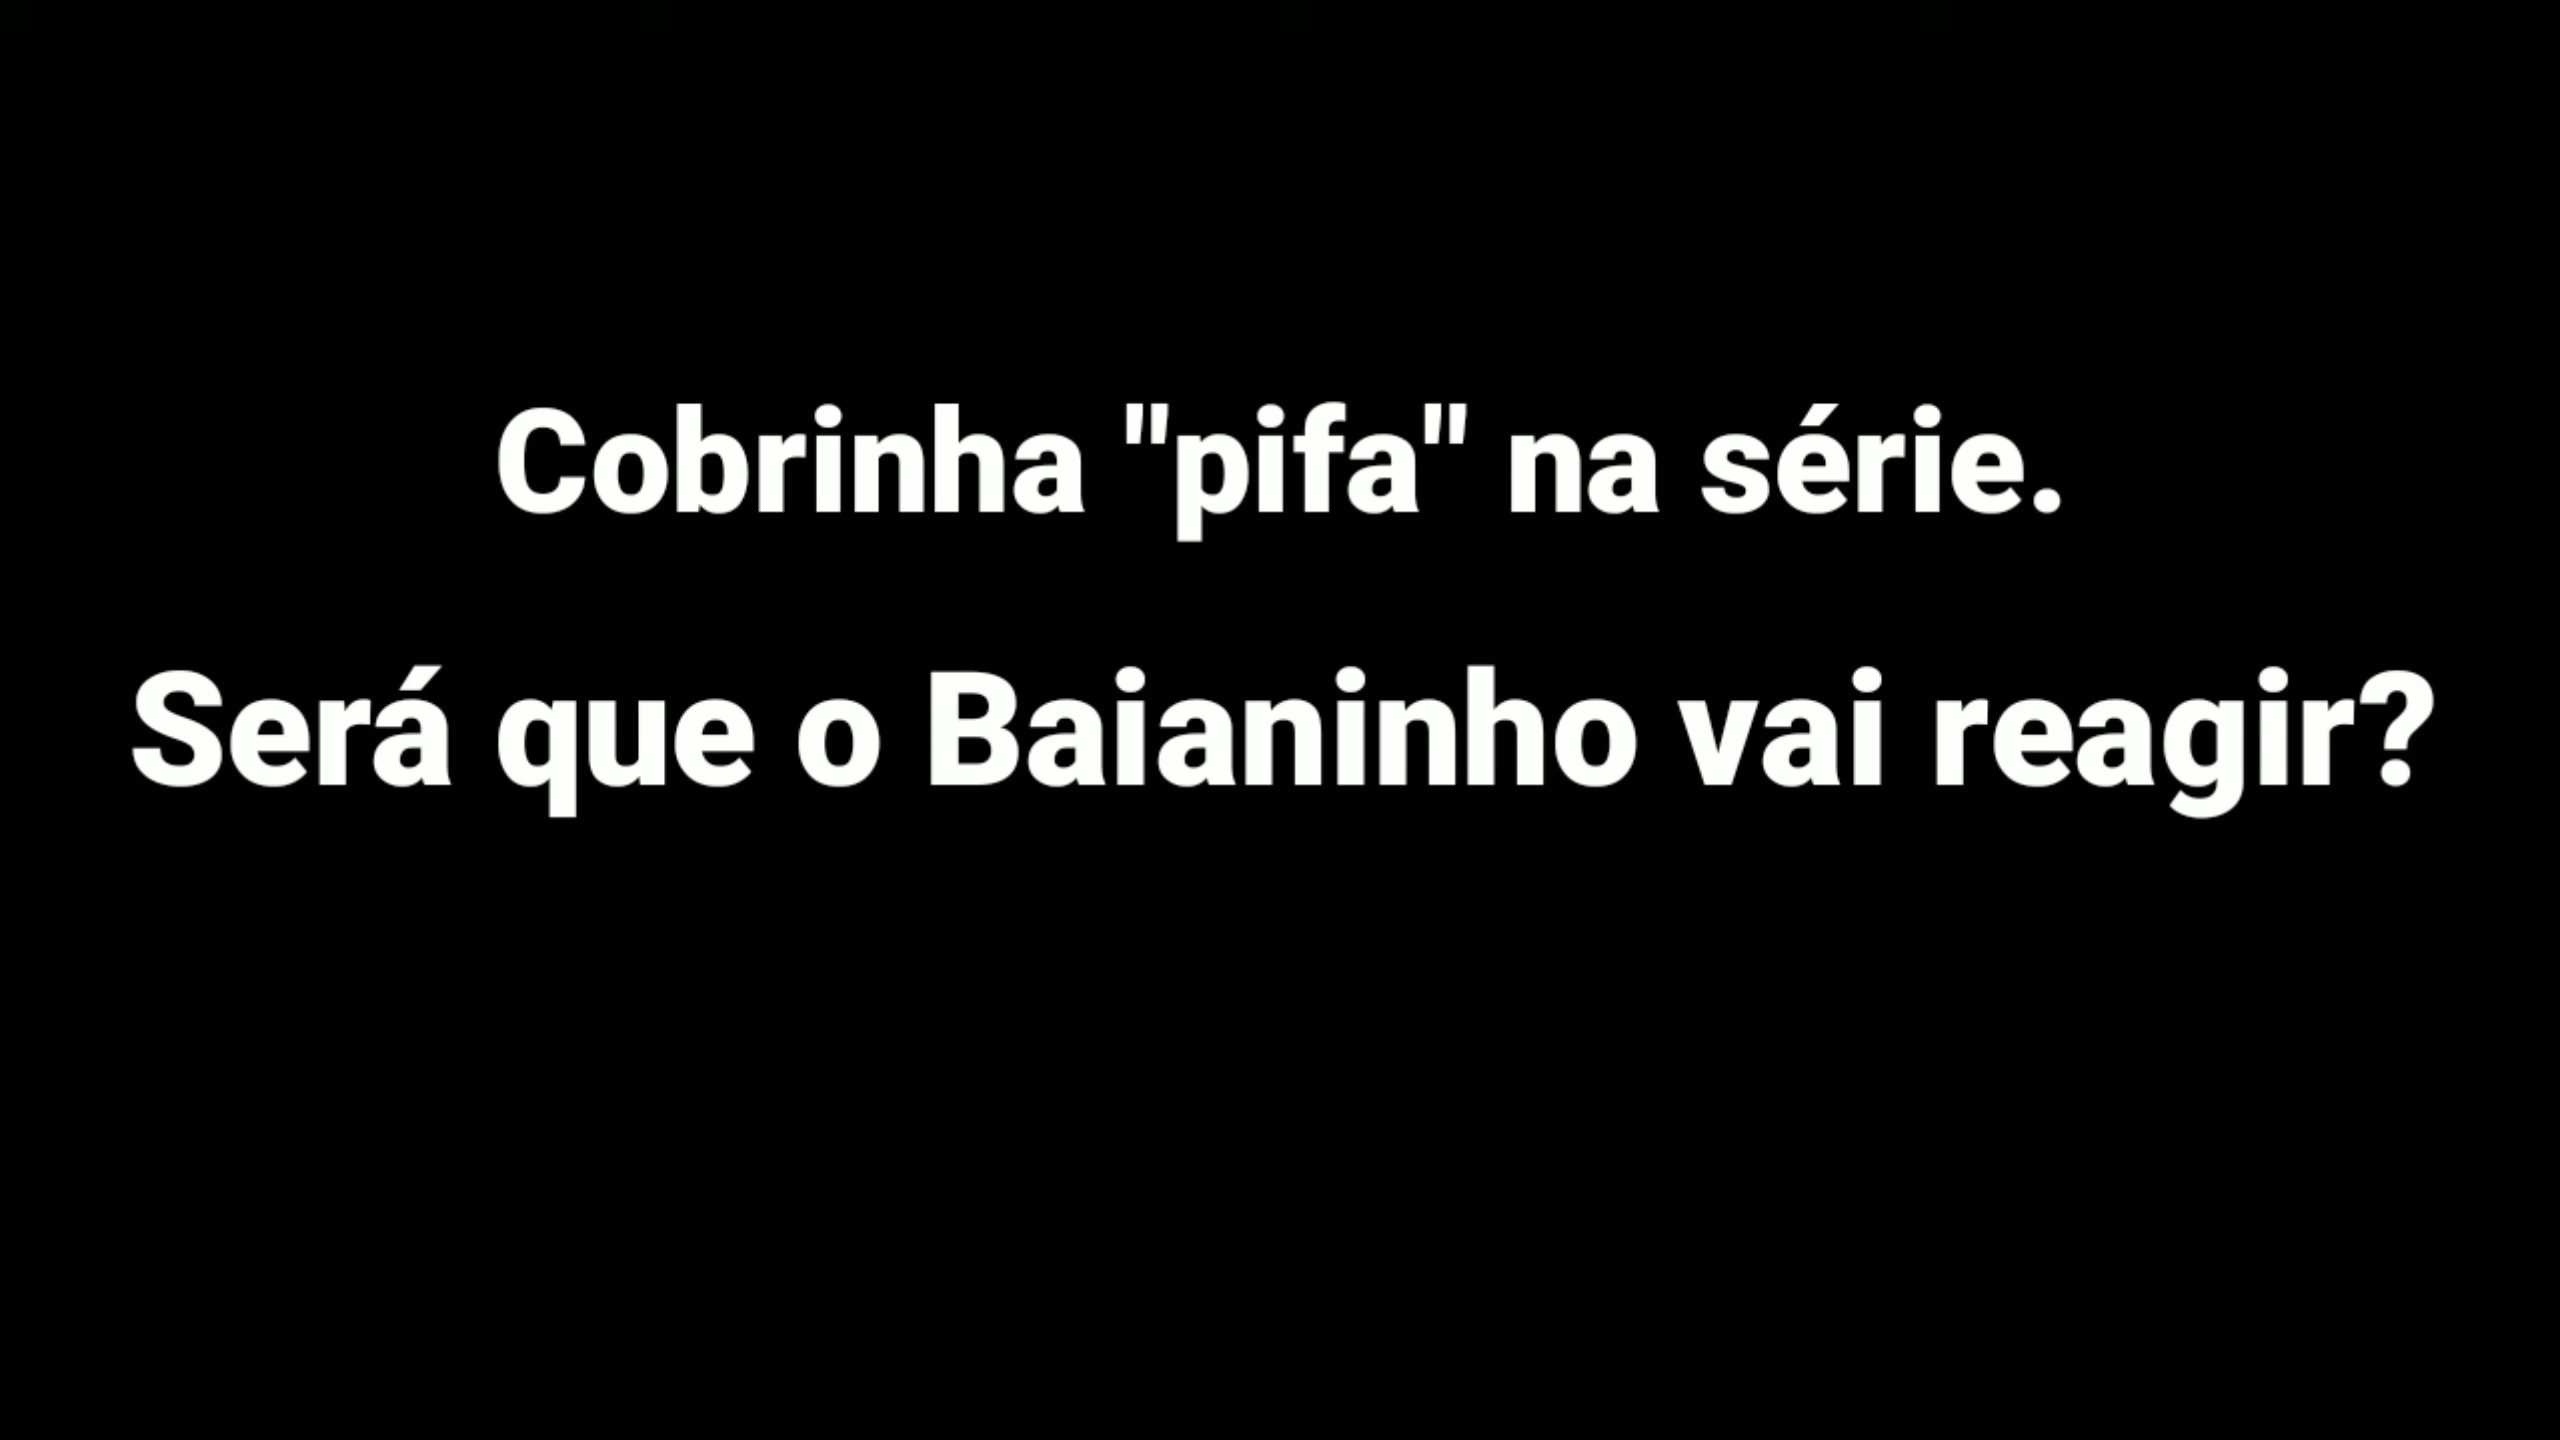 Cobrinha "pifa" na série.
Será que o Baianinho vai reagir?